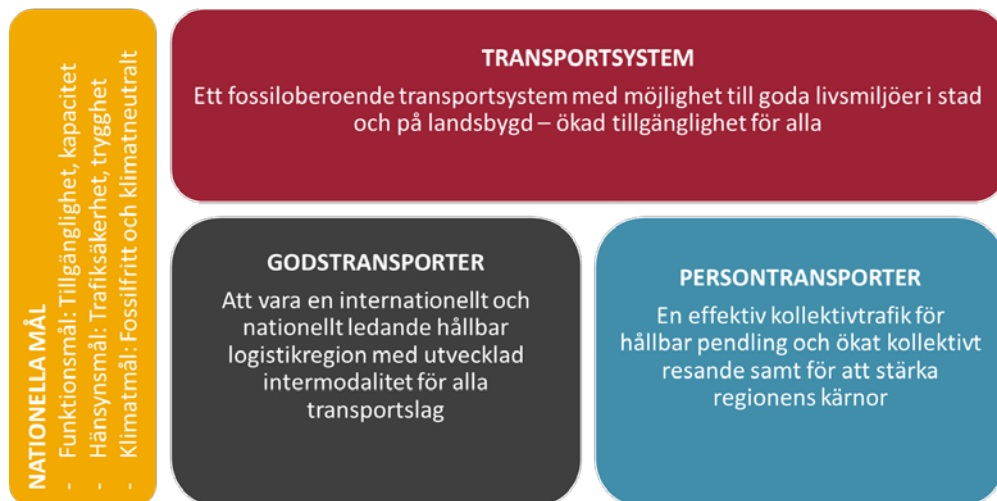 NATIONELLA MÅL
- Funktionsmål: Tillgänglighet, kapacitet
- Hänsynsmål: Trafiksäkerhet, trygghet
- Klimatmål: Fossilfritt och klimatneutralt
TRANSPORTSYSTEM
Ett fossiloberoende transportsystem med möjlighet till goda livsmiljöer i stad
och på landsbygd – ökad tillgänglighet för alla
GODSTRANSPORTER
Att vara en internationellt och
nationellt ledande hållbar
logistikregion med utvecklad
intermodalitet för alla
transportslag
PERSONTRANSPORTER
En effektiv kollektivtrafik för
hållbar pendling och ökat kollektivt
resande samt för att stärka
regionens kärnor